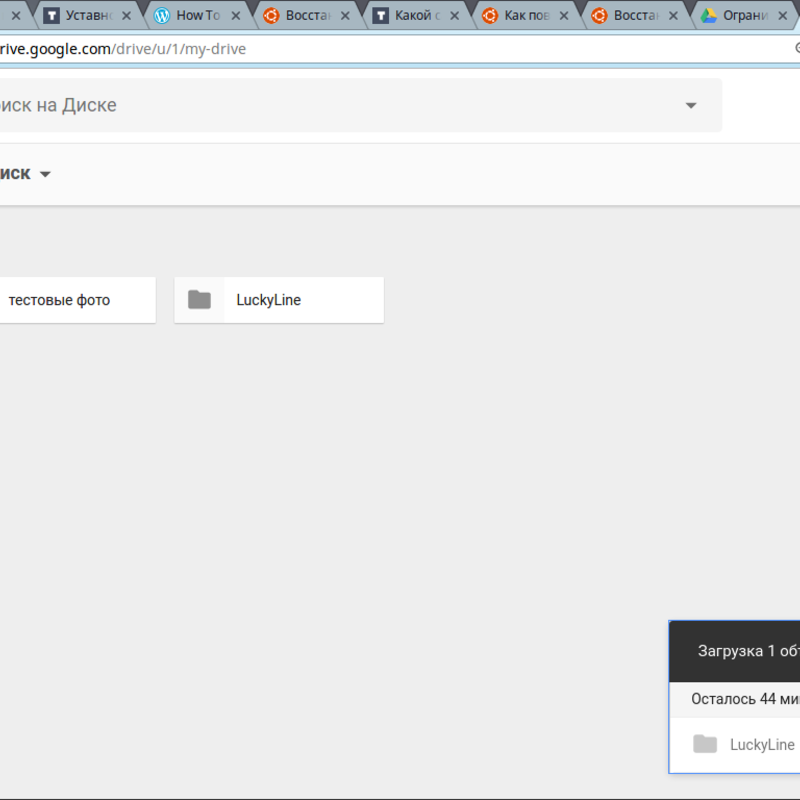 Уставн How To Восстан Какой с Как пов Восстан Ограни
rive.google.com/drive/u/1/my-drive
иск на Диске
иск
тестовые фото LuckyLine
Загрузка 1 об
Осталось 44 ми
LuckyLine